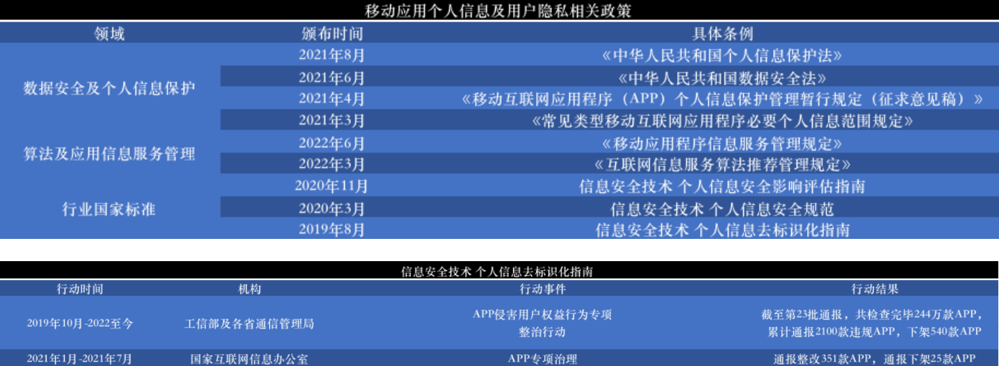 移动应用个人信息及用户隐私相关政策
领域 颁布时间 具体条例
数据安全及个人信息保护
2021年8月 《中华人民共和国个人信息保护法》
2021年6月 《中华人民共和国数据安全法》
2021年4月 《移动互联网应用程序（APP）个人信息保护管理暂行规定（征求意见稿）》
2021年3月 《常见类型移动互联网应用程序必要个人信息范围规定》
算法及应用信息服务管理
2022年6月 《移动应用程序信息服务管理规定》
2022年3月 《互联网信息服务算法推荐管理规定》
行业国家标准
2020年11月 信息安全技术 个人信息安全影响评估指南
2020年3月 信息安全技术 个人信息安全规范
2019年8月 信息安全技术 个人信息去标识化指南
信息安全技术 个人信息去标识化指南
行动时间 机构 行动事件 行动结果
2019年10月-2022至今 工信部及各省通信管理局
APP侵害用户权益行为专项
整治行动
截至第23批通报，共检查完毕244万款APP，
累计通报2100款违规APP，下架540款APP
2021年1月-2021年7月 国家互联网信息办公室 APP专项治理 通报整改351款APP，通报下架25款APP